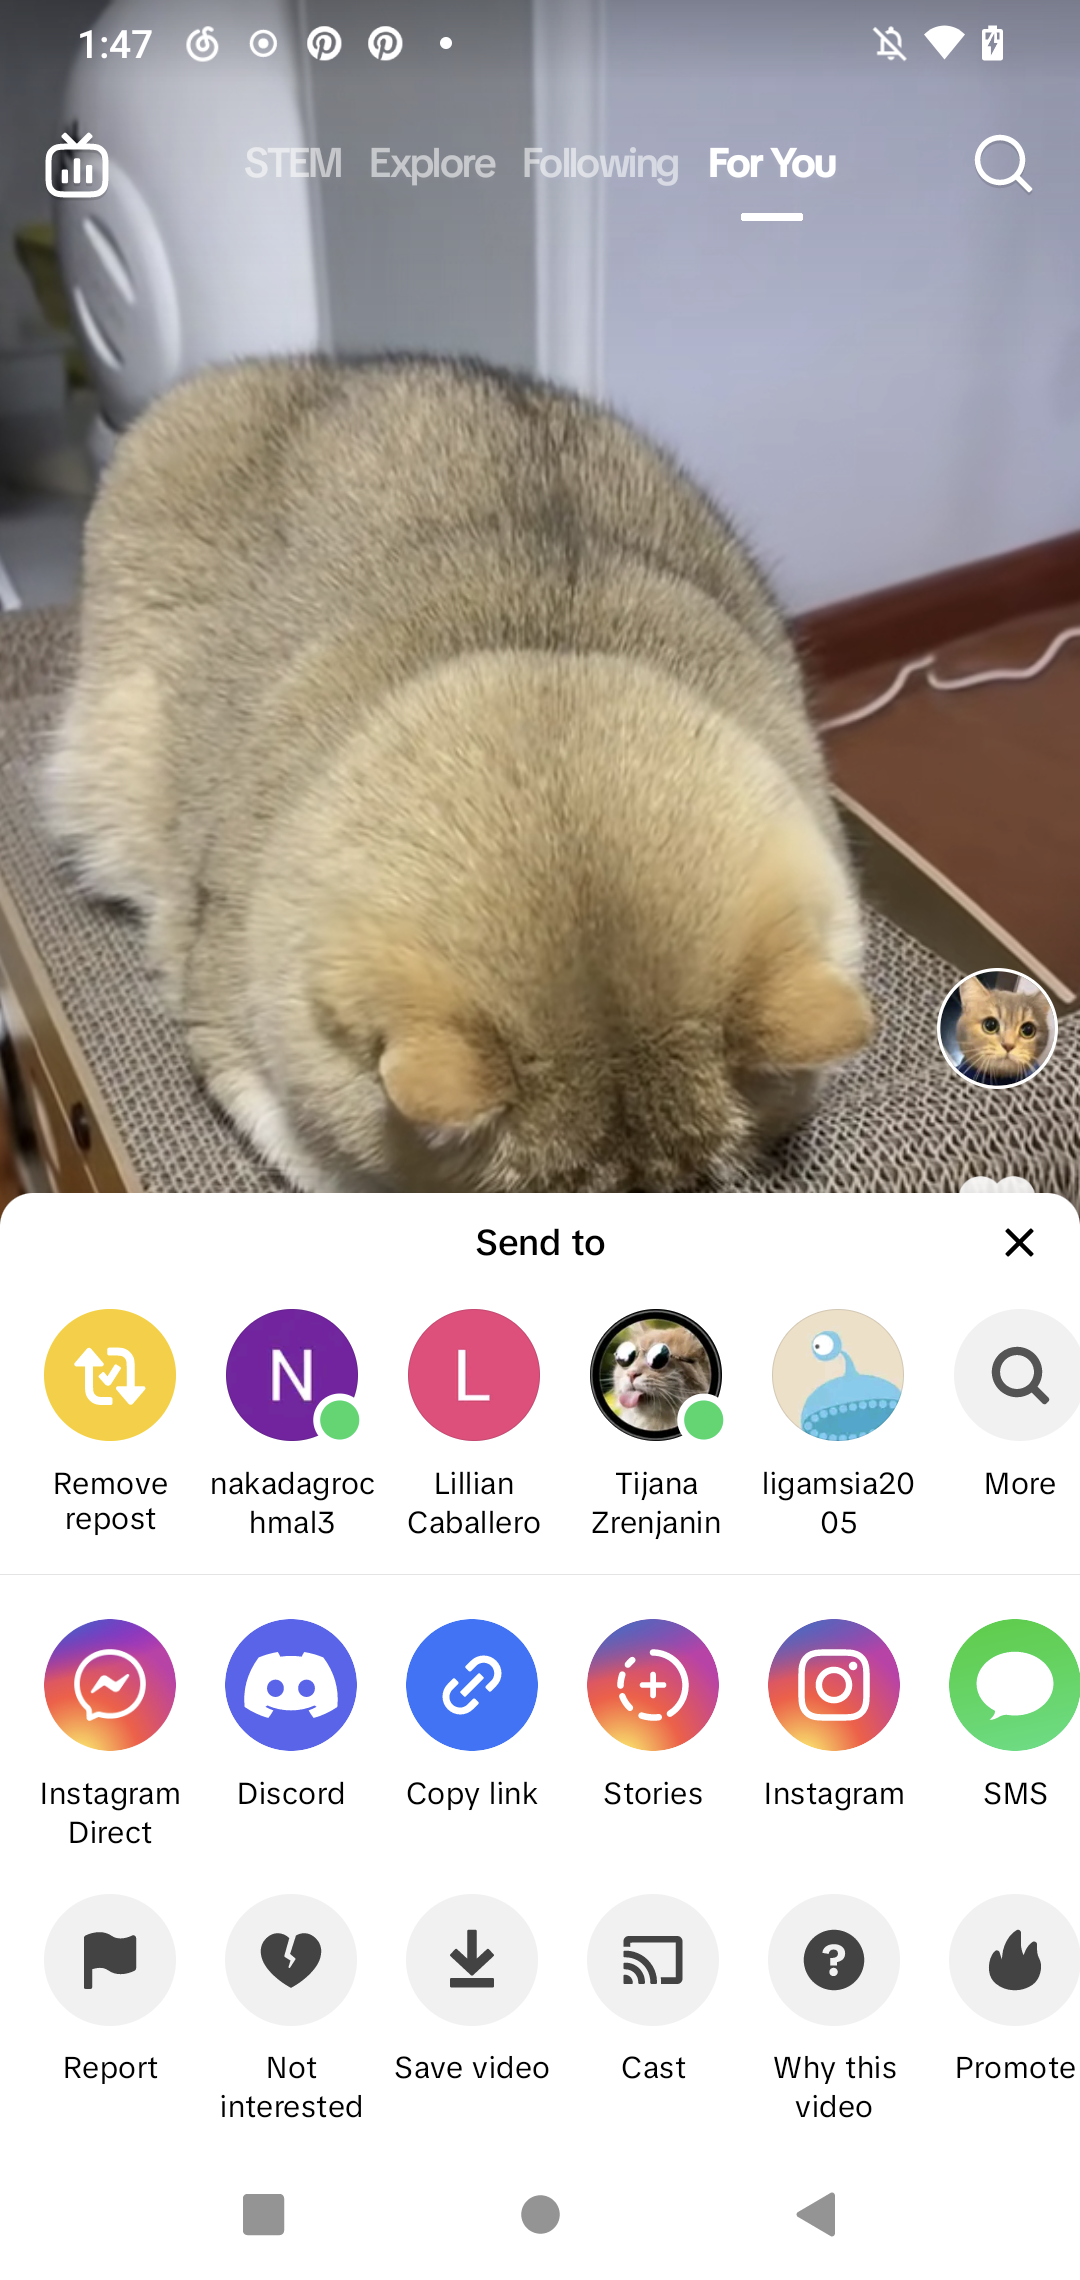 1:47
STEM Explore Following For You
Send to
Remove repost
nakadagrochmal3
Lillian Caballero
Tijana Zrenjanin
ligamsia2005
More
Instagram Direct
Discord
Copy link
Stories
Instagram
SMS
Report
Not interested
Save video
Cast
Why this video
Promote